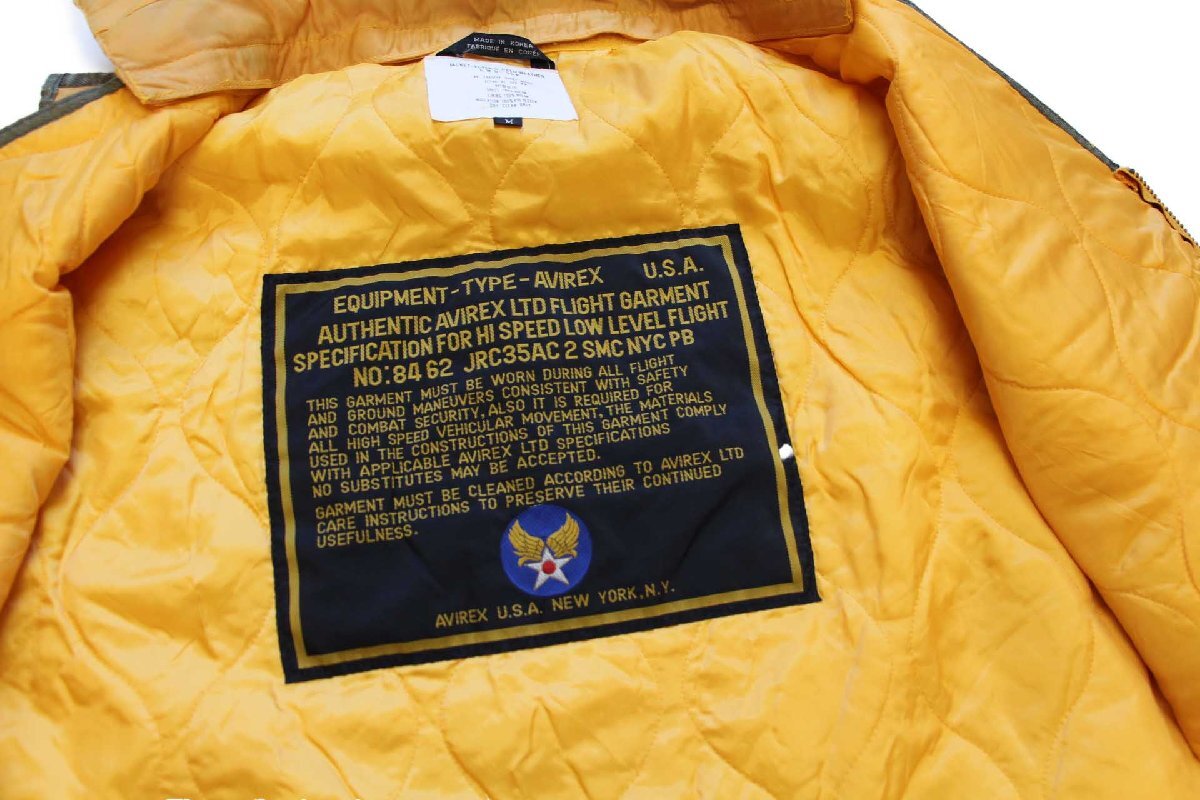 MADE IN KOREA
FABRIQUE EN COREE
M
EQUIPMENT-TYPE-AVIREX U.S.A.
AUTHENTIC AVIREX LTD FLIGHT GARMENT
SPECIFICATION FOR HI SPEED LOW LEVEL FLIGHT
NO:8462 JRC35AC 2 SMC NYC PB
THIS GARMENT MUST BE WORN DURING ALL FLIGHT
AND GROUND MANEUVERS CONSISTENT WITH SAFETY
AND COMBAT SECURITY. ALSO IT IS REQUIRED FOR
ALL HIGH SPEED VEHICULAR MOVEMENT. THE MATERIALS
USED IN THE CONSTRUCTIONS OF THIS GARMENT COMPLY
WITH APPLICABLE AVIREX LTD SPECIFICATIONS
NO SUBSTITUTES MAY BE ACCEPTED.
GARMENT MUST BE CLEANED ACCORDING TO AVIREX LTD
CARE INSTRUCTIONS TO PRESERVE THEIR CONTINUED
USEFULNESS.
AVIREX U.S.A. NEW YORK, N.Y.